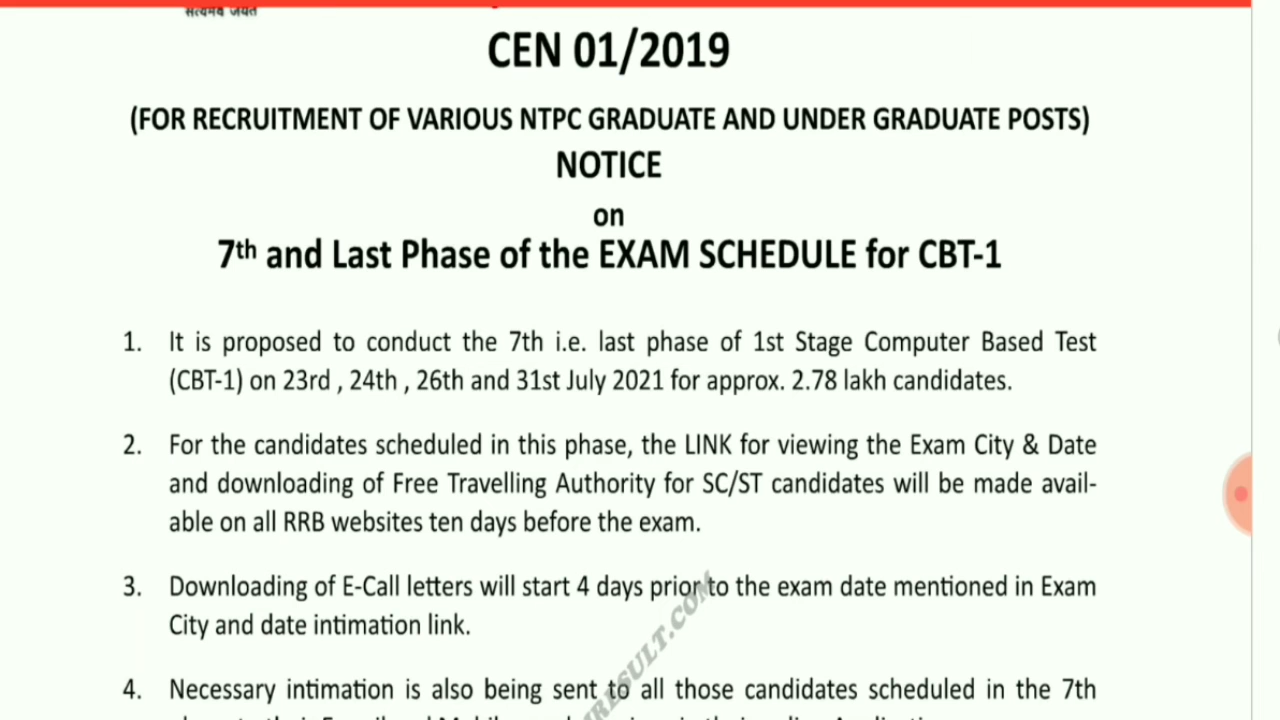 सत्यमेव जयते
CEN 01/2019
(FOR RECRUITMENT OF VARIOUS NTPC GRADUATE AND UNDER GRADUATE POSTS)
NOTICE
on
7th and Last Phase of the EXAM SCHEDULE for CBT-1
1. It is proposed to conduct the 7th i.e. last phase of 1st Stage Computer Based Test
(CBT-1) on 23rd , 24th , 26th and 31st July 2021 for approx. 2.78 lakh candidates.
2. For the candidates scheduled in this phase, the LINK for viewing the Exam City & Date
and downloading of Free Travelling Authority for SC/ST candidates will be made avail-
able on all RRB websites ten days before the exam.
3. Downloading of E-Call letters will start 4 days prior to the exam date mentioned in Exam
City and date intimation link.
4. Necessary intimation is also being sent to all those candidates scheduled in the 7th
RESULT.COM